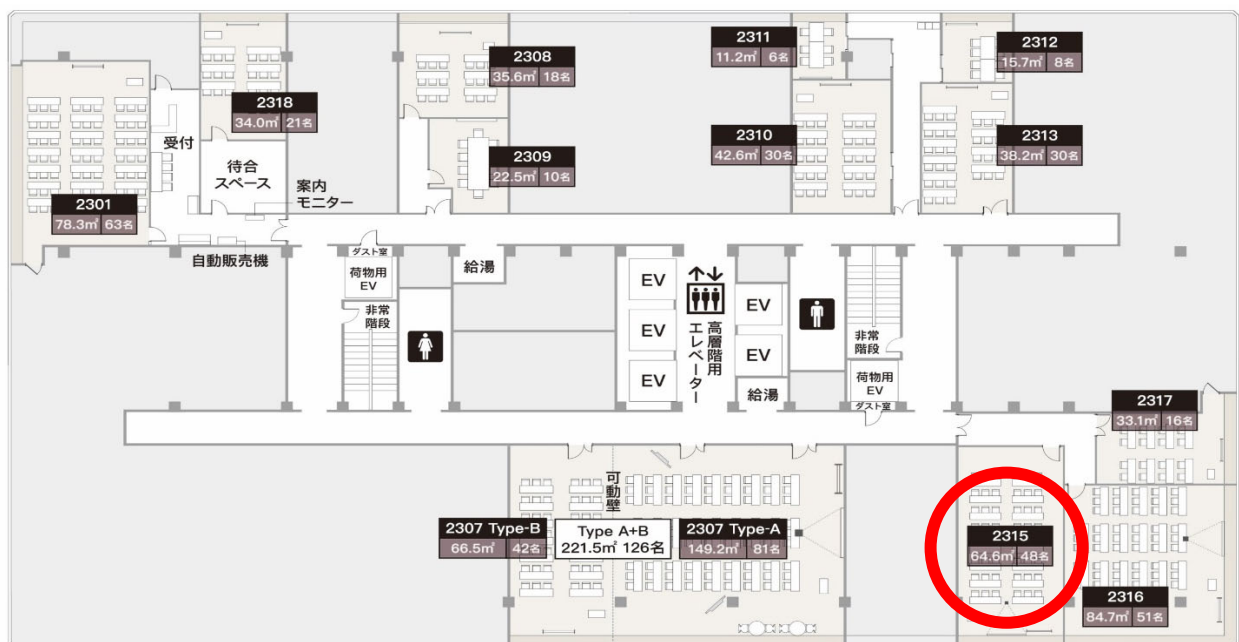 2311
11.2㎡ 6名
2312
15.7㎡ 8名
2308
35.6㎡ 18名
2318
34.0㎡ 21名
受付
2310
42.6㎡ 30名
2313
38.2㎡ 30名
2309
22.5㎡ 10名
待合
スペース
案内
モニター
2301
78.3㎡ 63名
自動販売機
ダスト室
荷物用
EV
給湯
EV
EV
EV
高層階用
エレベーター
EV
EV
給湯
非常
階段
非常
階段
荷物用
EV
ダスト室
2317
33.1㎡ 16名
可動壁
2307 Type-B
66.5㎡ 42名
Type A+B
221.5㎡ 126名
2307 Type-A
149.2㎡ 81名
2315
64.6㎡ 48名
2316
84.7㎡ 51名